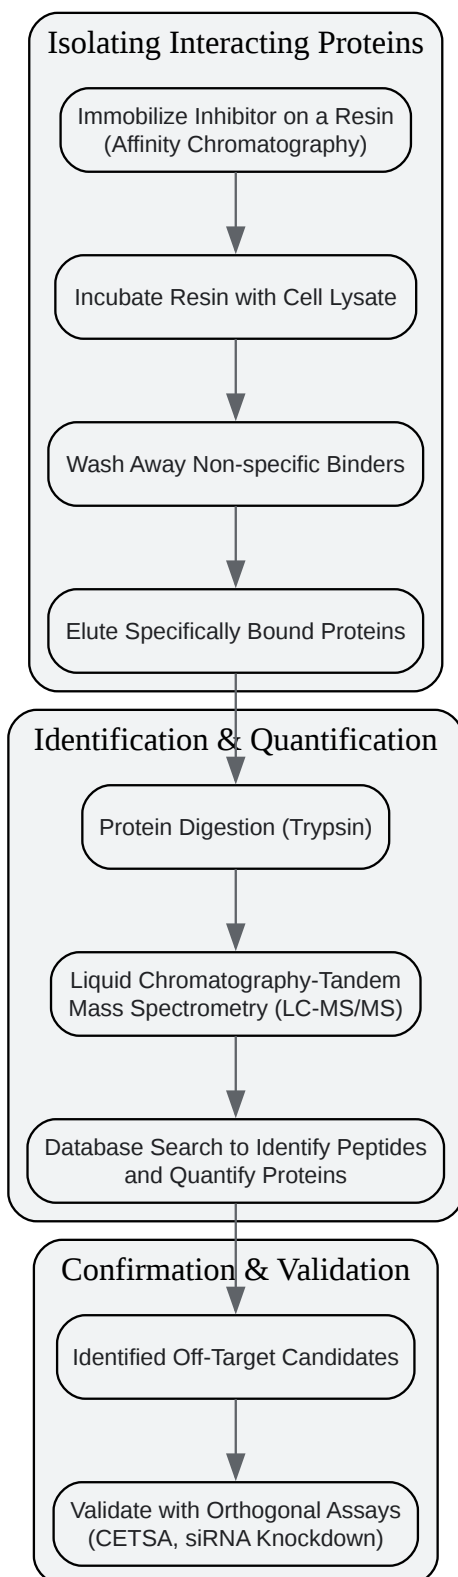 Isolating Interacting Proteins
Immobilize Inhibitor on a Resin
(Affinity Chromatography)
Incubate Resin with Cell Lysate
Wash Away Non-specific Binders
Elute Specifically Bound Proteins
Identification & Quantification
Protein Digestion (Trypsin)
Liquid Chromatography-Tandem
Mass Spectrometry (LC-MS/MS)
Database Search to Identify Peptides
and Quantify Proteins
Confirmation & Validation
Identified Off-Target Candidates
Validate with Orthogonal Assays
(CETSA, siRNA Knockdown)